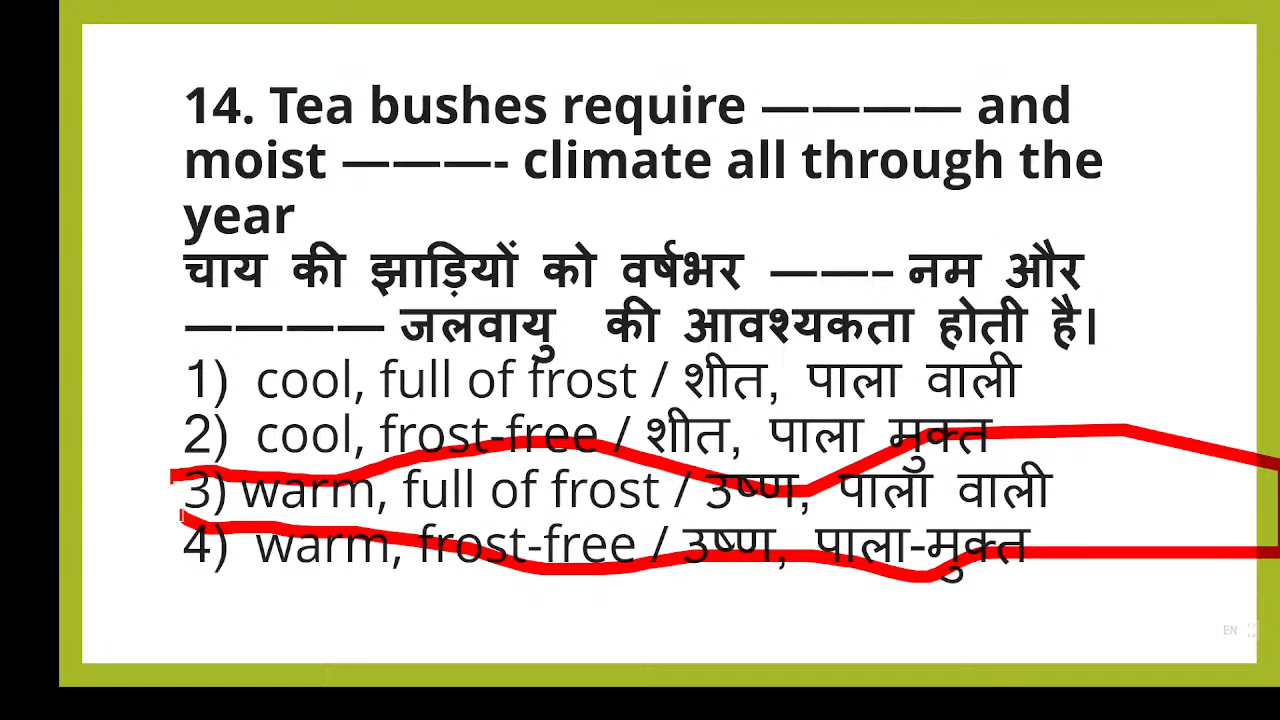 14. Tea bushes require ———— and
moist ———- climate all through the
year
चाय की झाड़ियों को वर्षभर ——– नम और
———— जलवायु की आवश्यकता होती है।
1) cool, full of frost / शीत, पाला वाली
2) cool, frost-free / शीत, पाला मुक्त
3) warm, full of frost / उष्ण, पाला वाली
4) warm, frost-free / उष्ण, पाला-मुक्त
EN